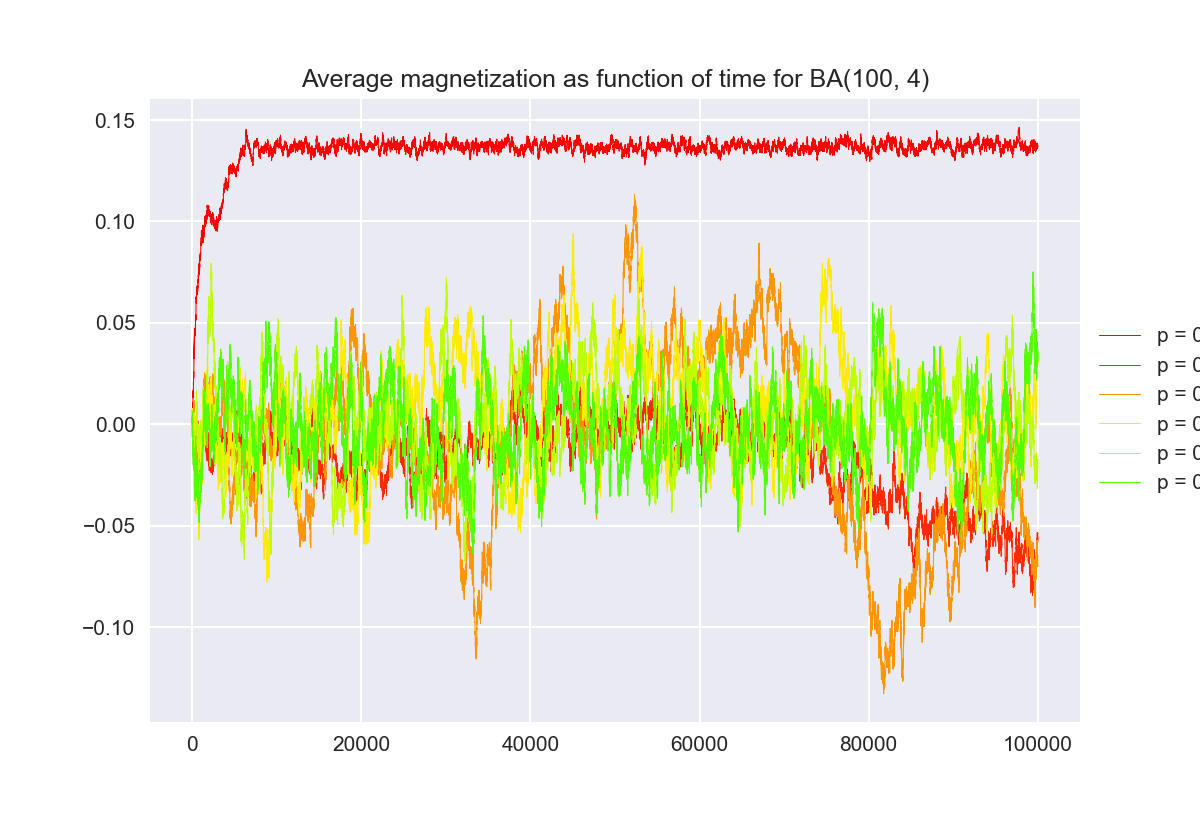 Average magnetization as function of time for BA(100, 4)
0.15
0.10
0.05
0.00
−0.05
−0.10
0 20000 40000 60000 80000 100000
p = 0
p = 0
p = 0
p = 0
p = 0
p = 0